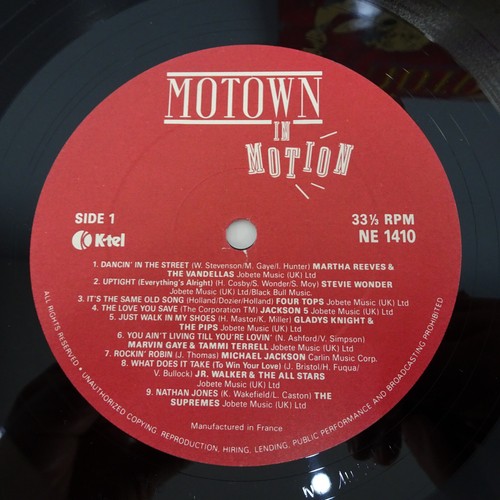 MOTOWN
IN
MOTION
SIDE 1
33⅓ RPM
K-tel
NE 1410
1. DANCIN' IN THE STREET (W. Stevenson/M. Gaye/I. Hunter) MARTHA REEVES &
THE VANDELLAS Jobete Music (UK) Ltd
2. UPTIGHT (Everything's Alright) (H. Cosby/S. Wonder/S. Moy) STEVIE WONDER
Jobete Music (UK) Ltd/Black Bull Music.
3. IT'S THE SAME OLD SONG (Holland/Dozier/Holland) FOUR TOPS Jobete Music (UK) Ltd
4. THE LOVE YOU SAVE (The Corporation TM) JACKSON 5 Jobete Music (UK) Ltd
5. JUST WALK IN MY SHOES (H. Mastor/K. Miller) GLADYS KNIGHT &
THE PIPS Jobete Music (UK) Ltd
6. YOU AIN'T LIVING TILL YOU'RE LOVIN' (N. Ashford/V. Simpson)
MARVIN GAYE & TAMMI TERRELL Jobete Music (UK) Ltd
7. ROCKIN' ROBIN (J. Thomas) MICHAEL JACKSON Carlin Music Corp.
8. WHAT DOES IT TAKE (To Win Your Love) (J. Bristol/H. Fuqua/
V. Bullock) JR. WALKER & THE ALL STARS
Jobete Music (UK) Ltd
9. NATHAN JONES (K. Wakefield/L. Caston) THE
SUPREMES Jobete Music (UK) Ltd
Manufactured in France
ALL RIGHTS RESERVED • UNAUTHORIZED COPYING, REPRODUCTION, HIRING, LENDING, PUBLIC PERFORMANCE AND BROADCASTING PROHIBITED